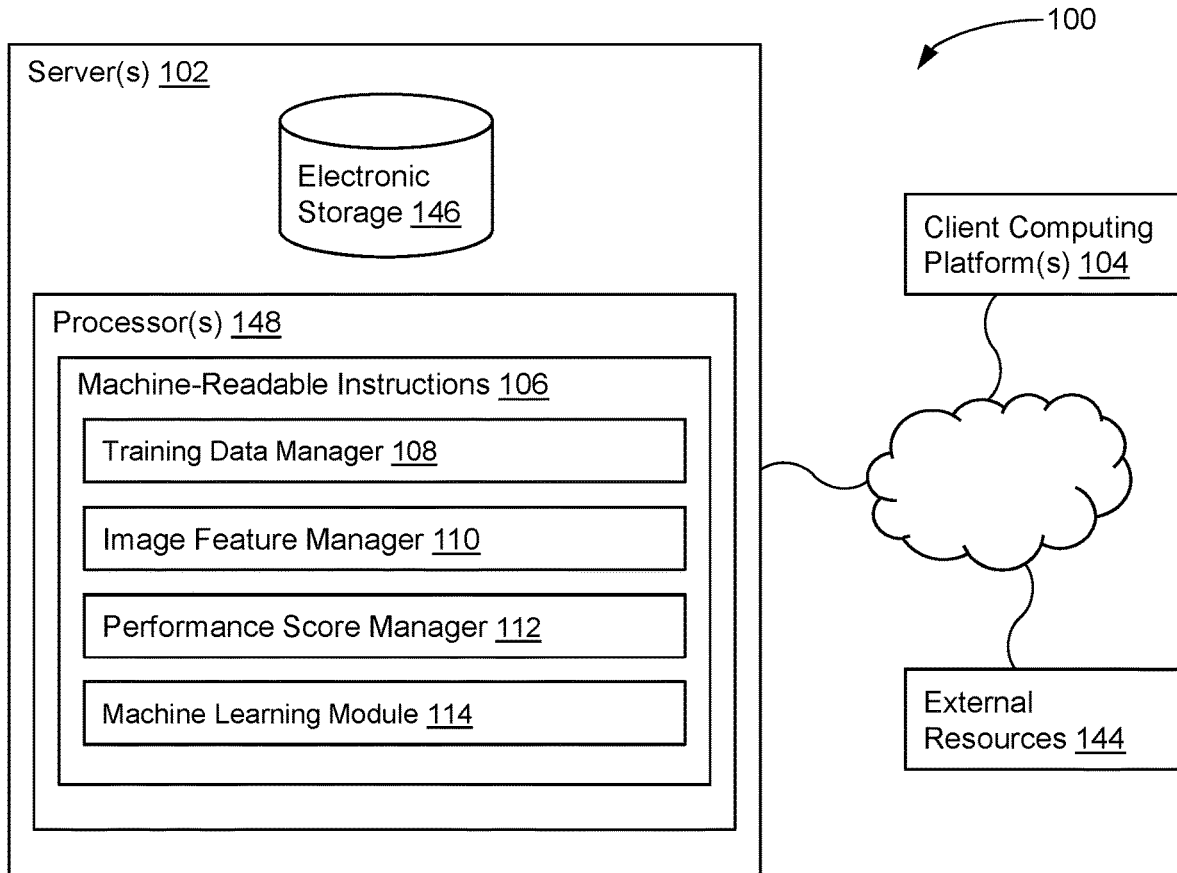 100
Server(s) 102
Electronic
Storage 146
Client Computing
Platform(s) 104
Processor(s) 148
Machine-Readable Instructions 106
Training Data Manager 108
Image Feature Manager 110
Performance Score Manager 112
Machine Learning Module 114
External
Resources 144